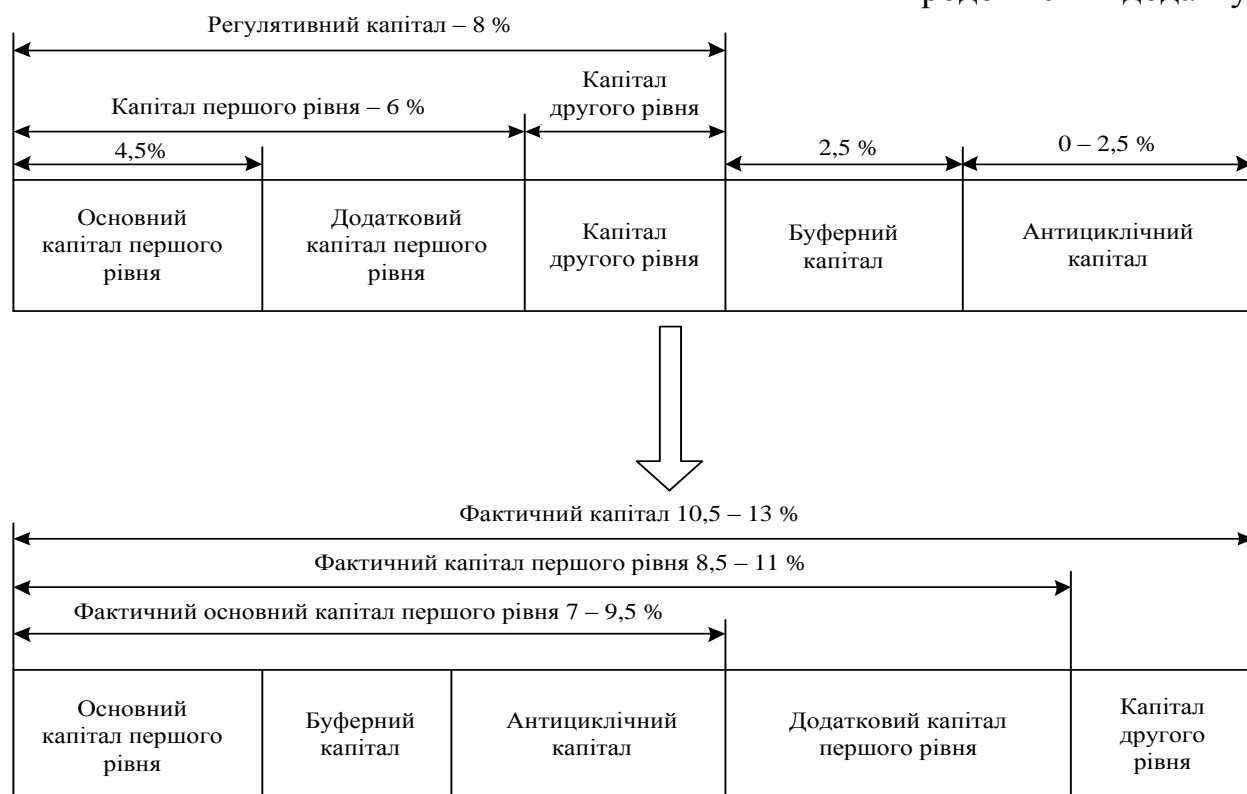 Регулятивний капітал – 8 %
Капітал
другого рівня
Капітал першого рівня – 6 %
4,5%
2,5 %
0 – 2,5 %
Основний
капітал першого
рівня
Додатковий
капітал першого
рівня
Капітал
другого рівня
Буферний
капітал
Антициклічний
капітал
Фактичний капітал 10,5 – 13 %
Фактичний капітал першого рівня 8,5 – 11 %
Фактичний основний капітал першого рівня 7 – 9,5 %
Основний
капітал першого
рівня
Буферний
капітал
Антициклічний
капітал
Додатковий капітал
першого рівня
Капітал
другого
рівня